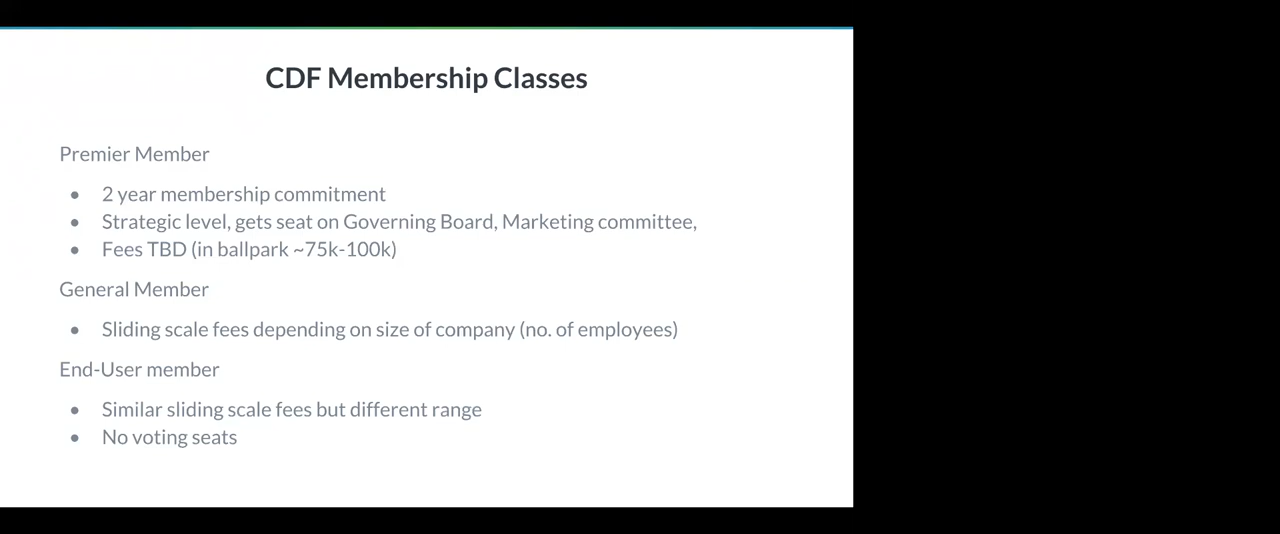 CDF Membership Classes
Premier Member
• 2 year membership commitment
• Strategic level, gets seat on Governing Board, Marketing committee,
• Fees TBD (in ballpark ~75k-100k)
General Member
• Sliding scale fees depending on size of company (no. of employees)
End-User member
• Similar sliding scale fees but different range
• No voting seats